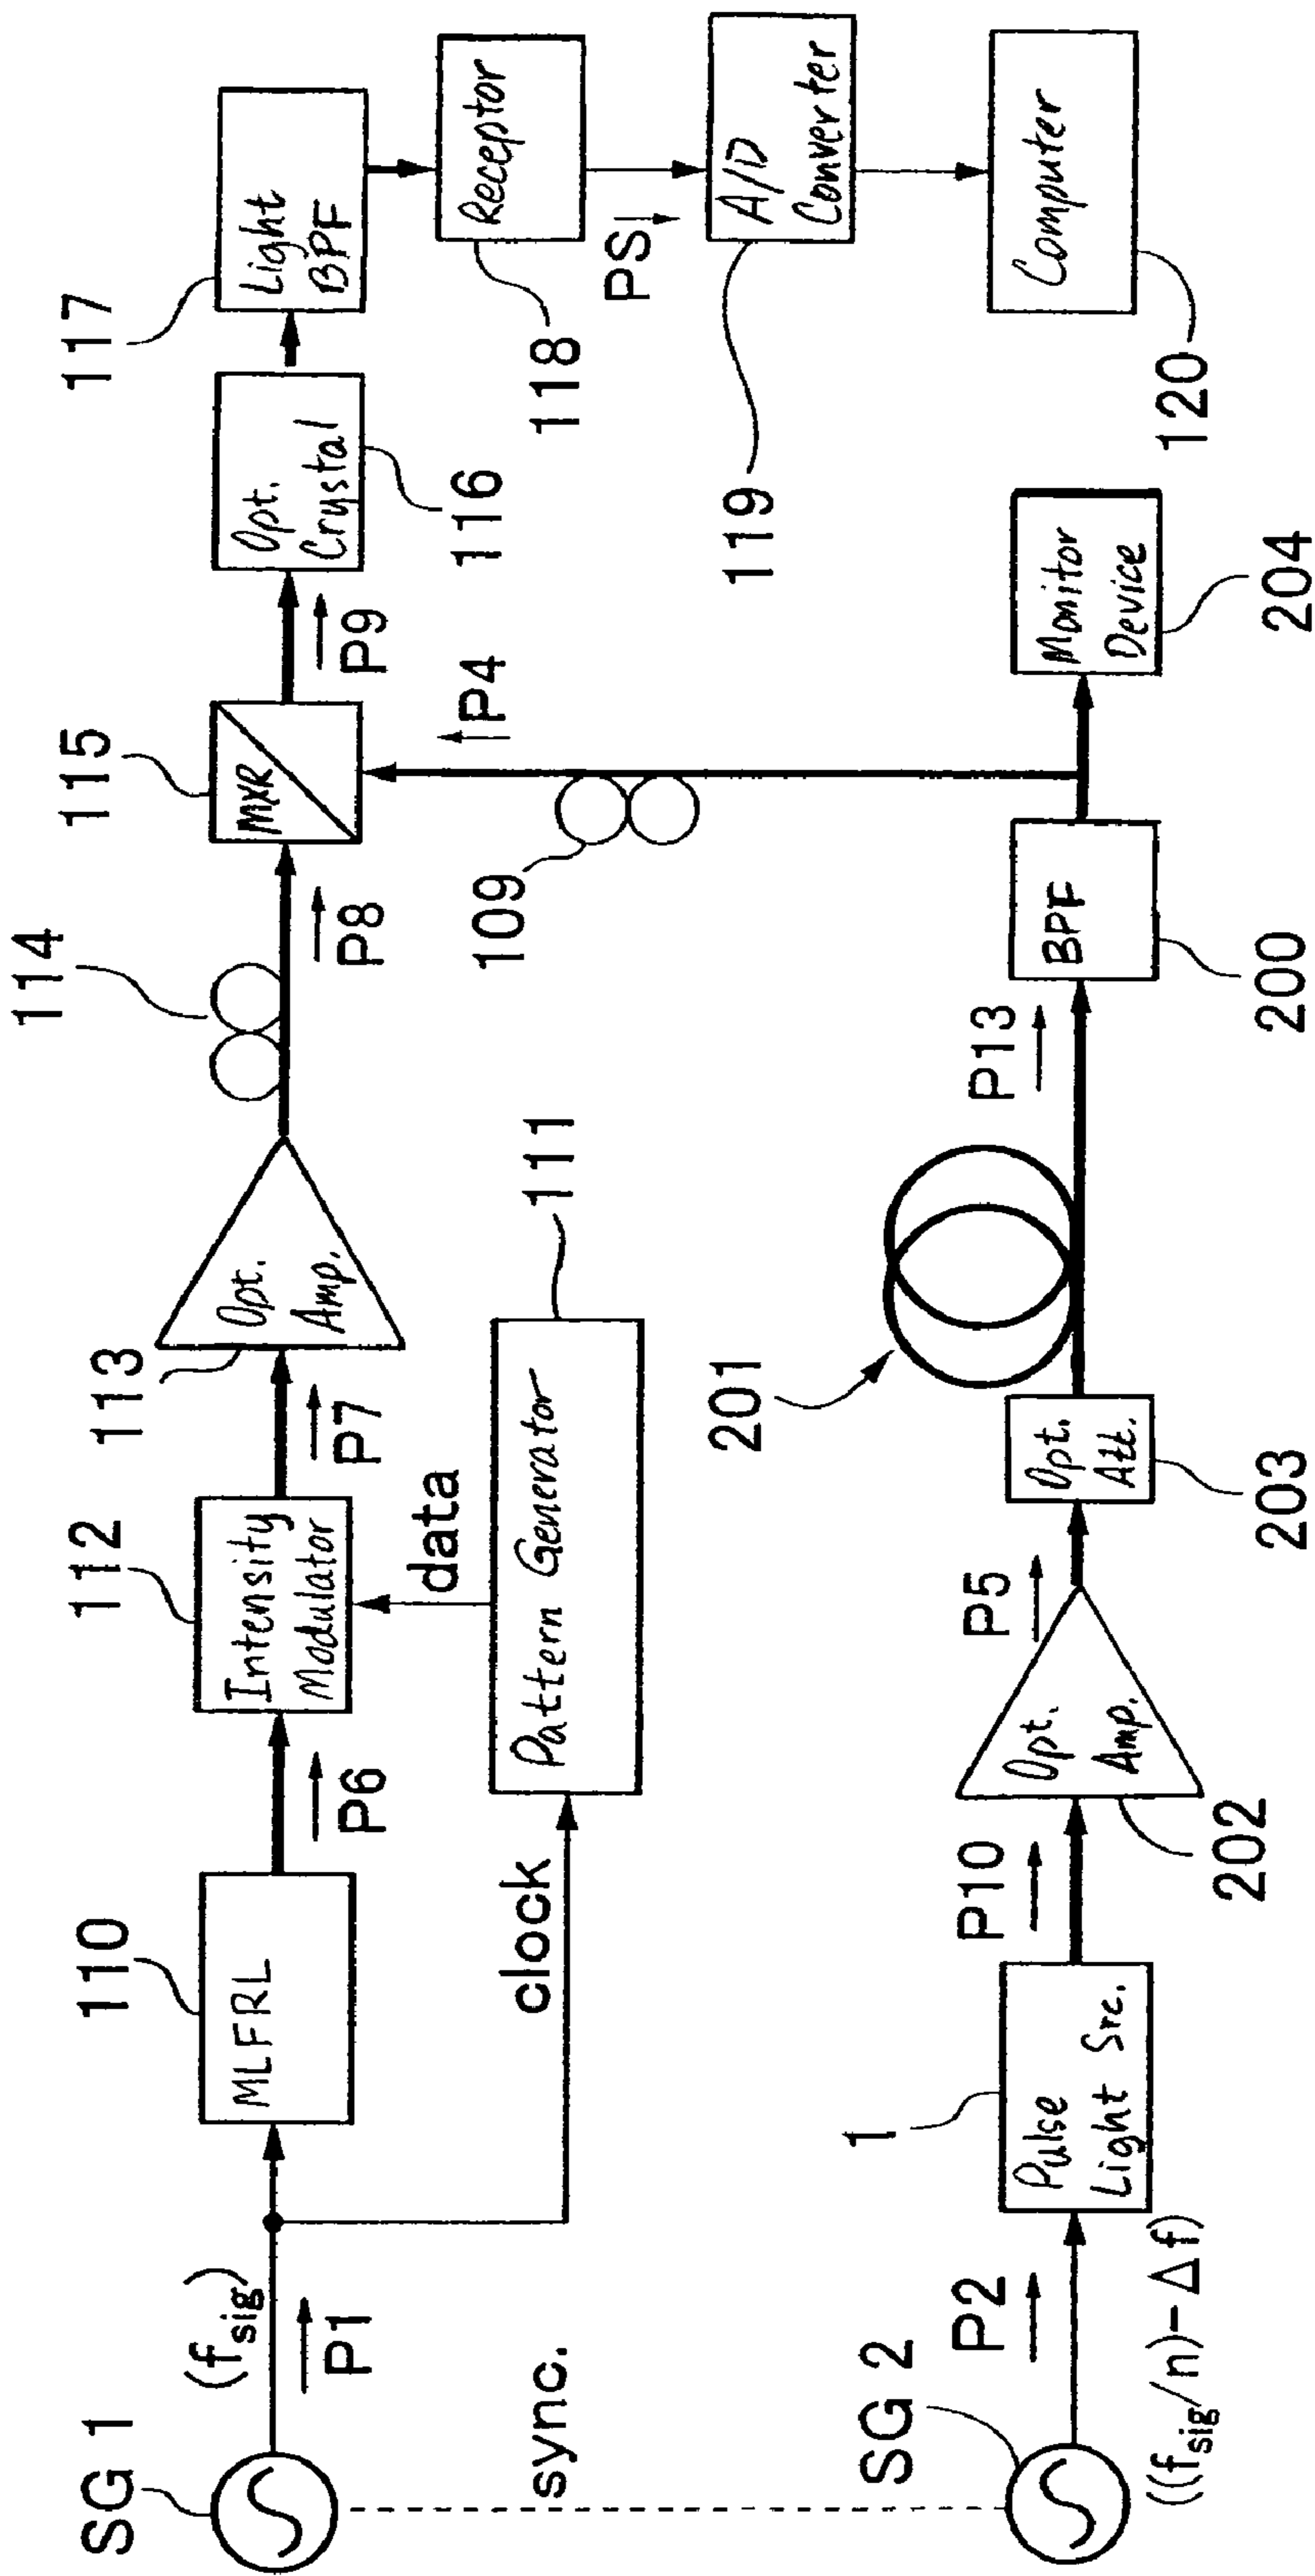 SG 1
(f_sig)
P1
110
MLFRL
P6
112
Intensity
Modulator
P7
113
Opt.
Amp.
114
P8
115
MXR
P9
Opt.
Crystal
116
117
Light
BPF
Receptor
118
PS
A/D
Converter
119
Computer
120
clock
data
Pattern Generator
111
109
P4
sync.
SG 2
P2
(((f_sig/n)-Δf)
1
Pulse
Light Src.
P10
Opt.
Amp.
202
P5
Opt.
Att.
203
201
P13
BPF
200
Monitor
Device
204